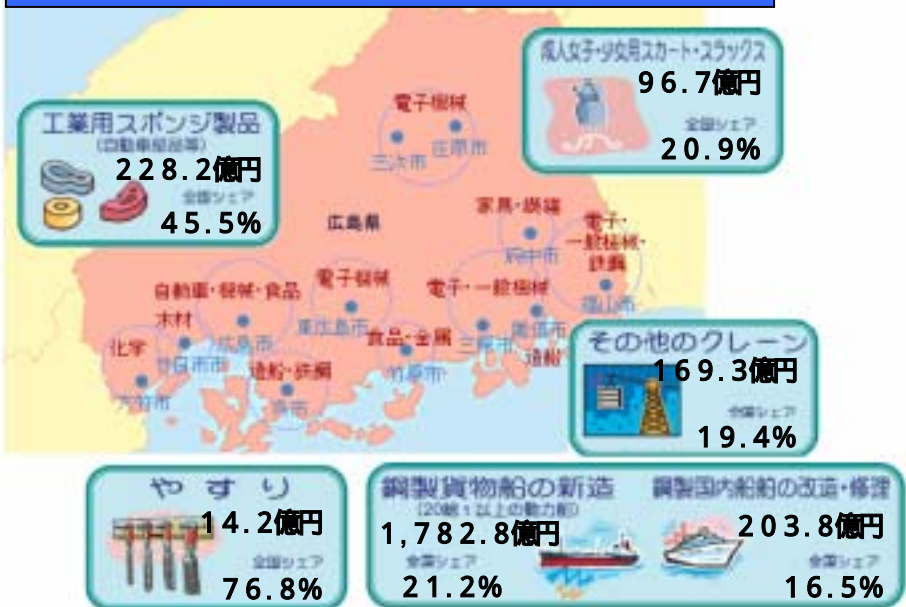 成人女子・少女用スカート・スラックス
96.7億円
全国シェア
20.9%
工業用スポンジ製品
(自動車部品等)
228.2億円
全国シェア
45.5%
電子機械
三次市 庄原市
広島県
家具・繊維
府中市
電子・
一般機械・
鉄鋼
福山市
自動車・機械・食品
広島市
電子機械
東広島市
電子・一般機械
三原市
尾道市
造船
木材
廿日市市
化学
大竹市
造船・鉄鋼
呉市
食品・金属
竹原市
その他のクレーン
169.3億円
全国シェア
19.4%
やすり
14.2億円
全国シェア
76.8%
鋼製貨物船の新造
(20総t以上の動力船)
1,782.8億円
全国シェア
21.2%
鋼製国内船舶の改造・修理
203.8億円
全国シェア
16.5%